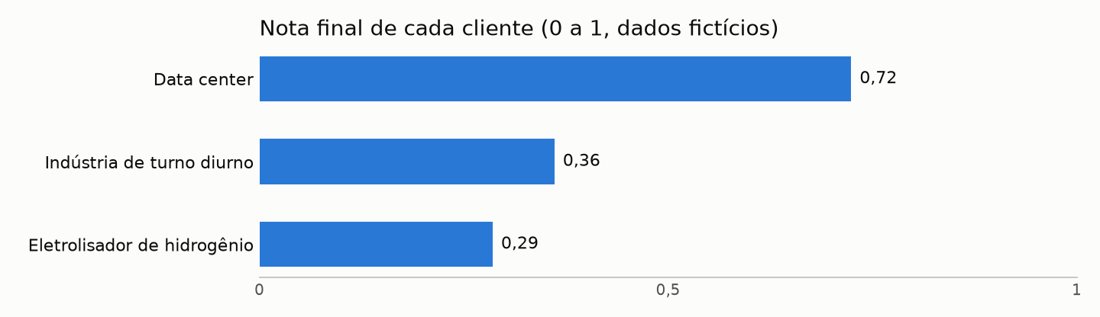 Nota final de cada cliente (0 a 1, dados fictícios)
Data center
0,72
Indústria de turno diurno
0,36
Eletrolisador de hidrogênio
0,29
0
0,5
1